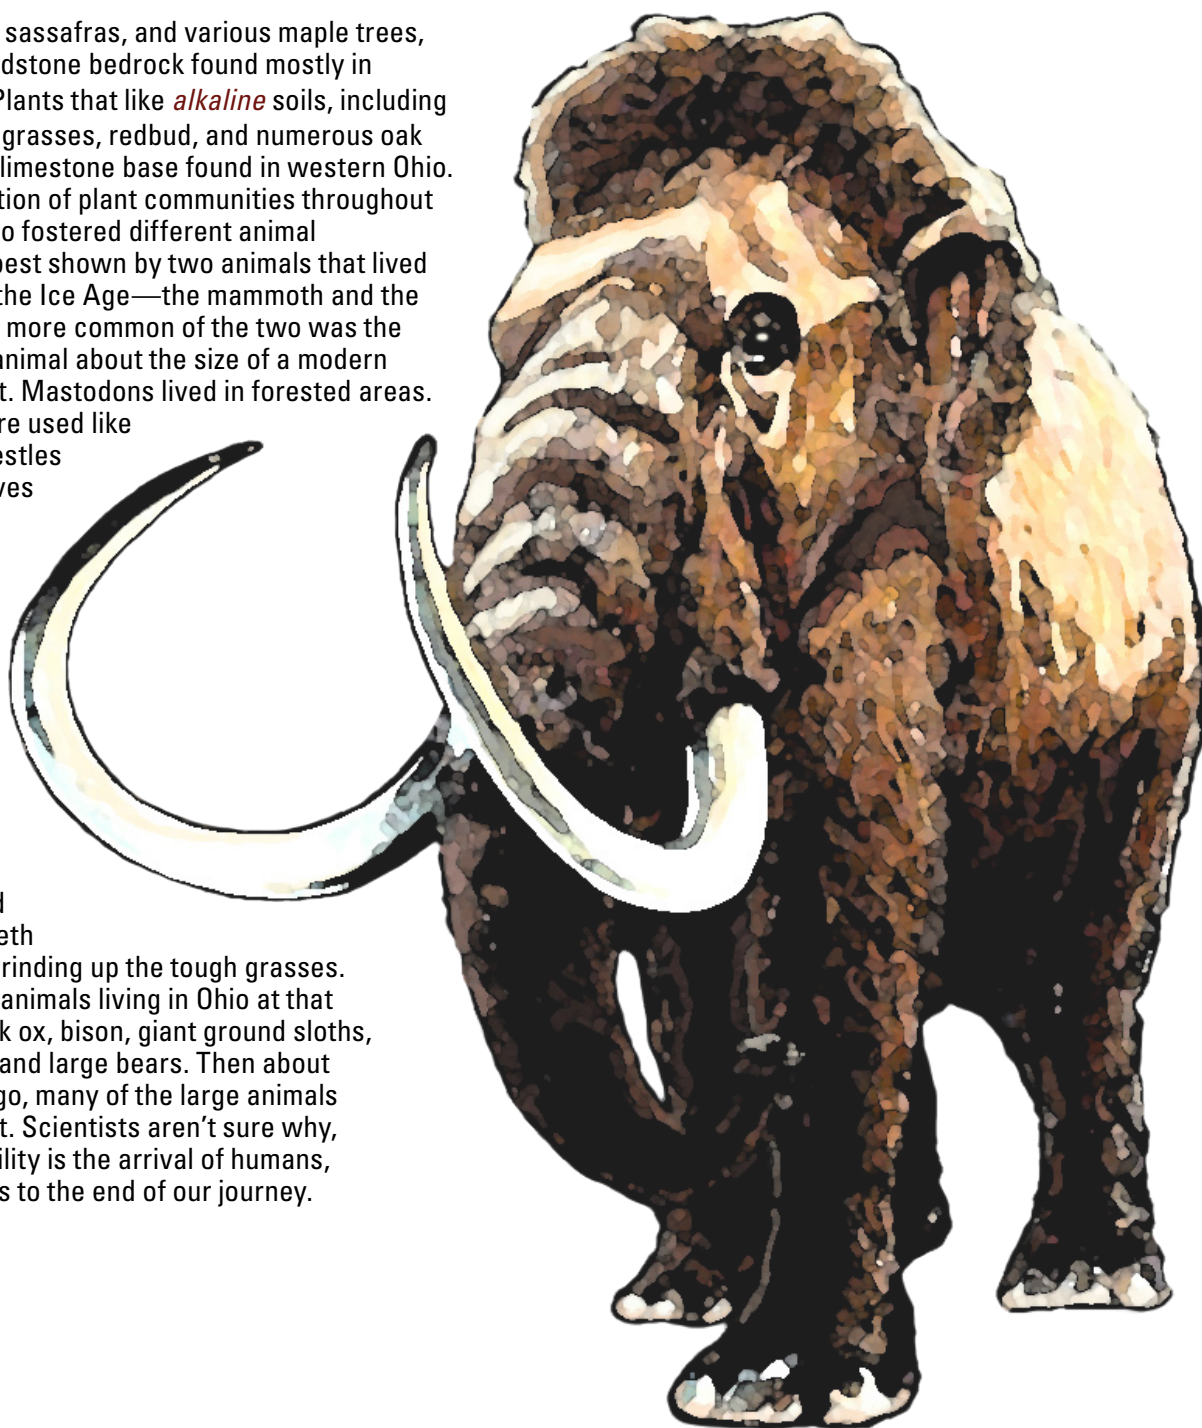 sassafras, and various maple trees,
dstone bedrock found mostly in
Plants that like alkaline soils, including
grasses, redbud, and numerous oak
limestone base found in western Ohio.
tion of plant communities throughout
o fostered different animal
best shown by two animals that lived
the Ice Age—the mammoth and the
more common of the two was the
animal about the size of a modern
t. Mastodons lived in forested areas.
re used like
estles
ves
d
eth
rinding up the tough grasses.
animals living in Ohio at that
k ox, bison, giant ground sloths,
and large bears. Then about
go, many of the large animals
t. Scientists aren't sure why,
ility is the arrival of humans,
s to the end of our journey.